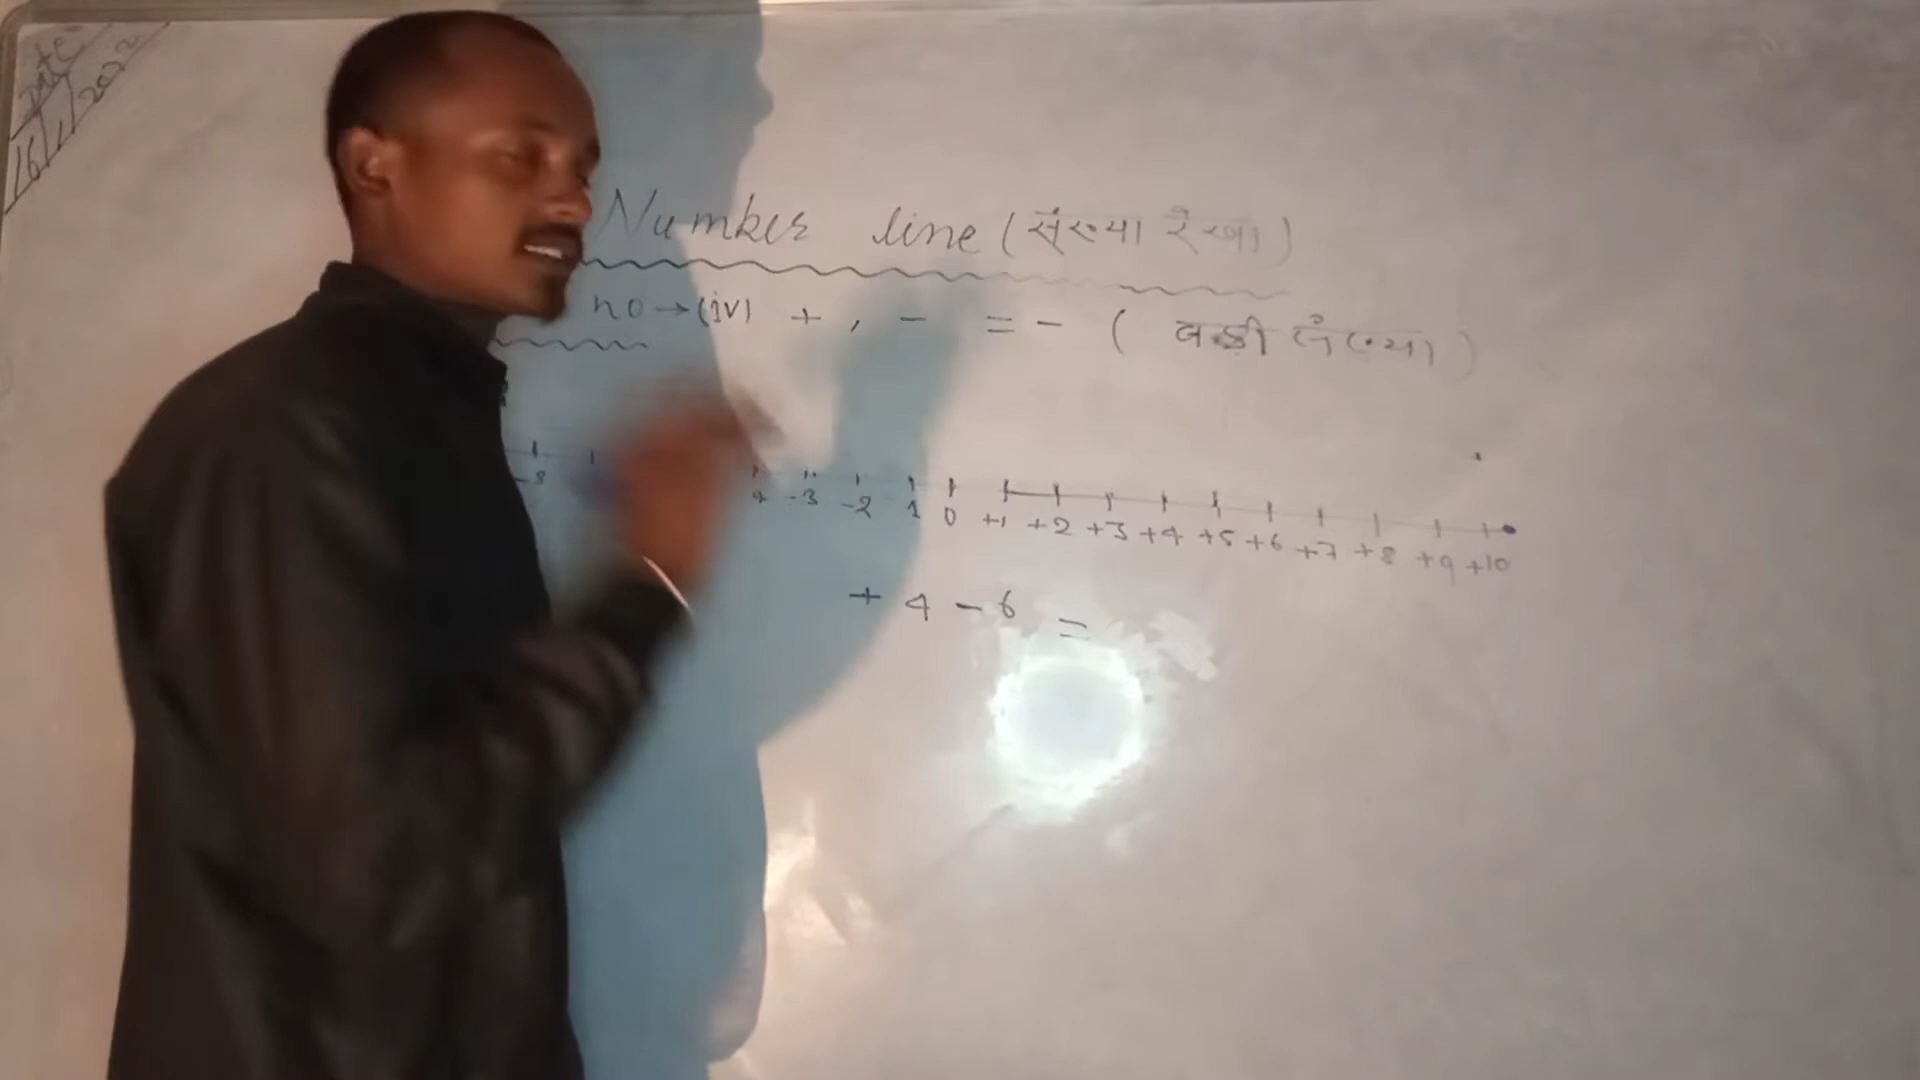 Date
16/1/2022
Number line (संख्या रेखा)
no → (iv) + , - = - ( बड़ी संख्या )
-8 -3 -2 1 0 +1 +2 +3 +4 +5 +6 +7 +8 +9 +10
+ 4 - 6 =